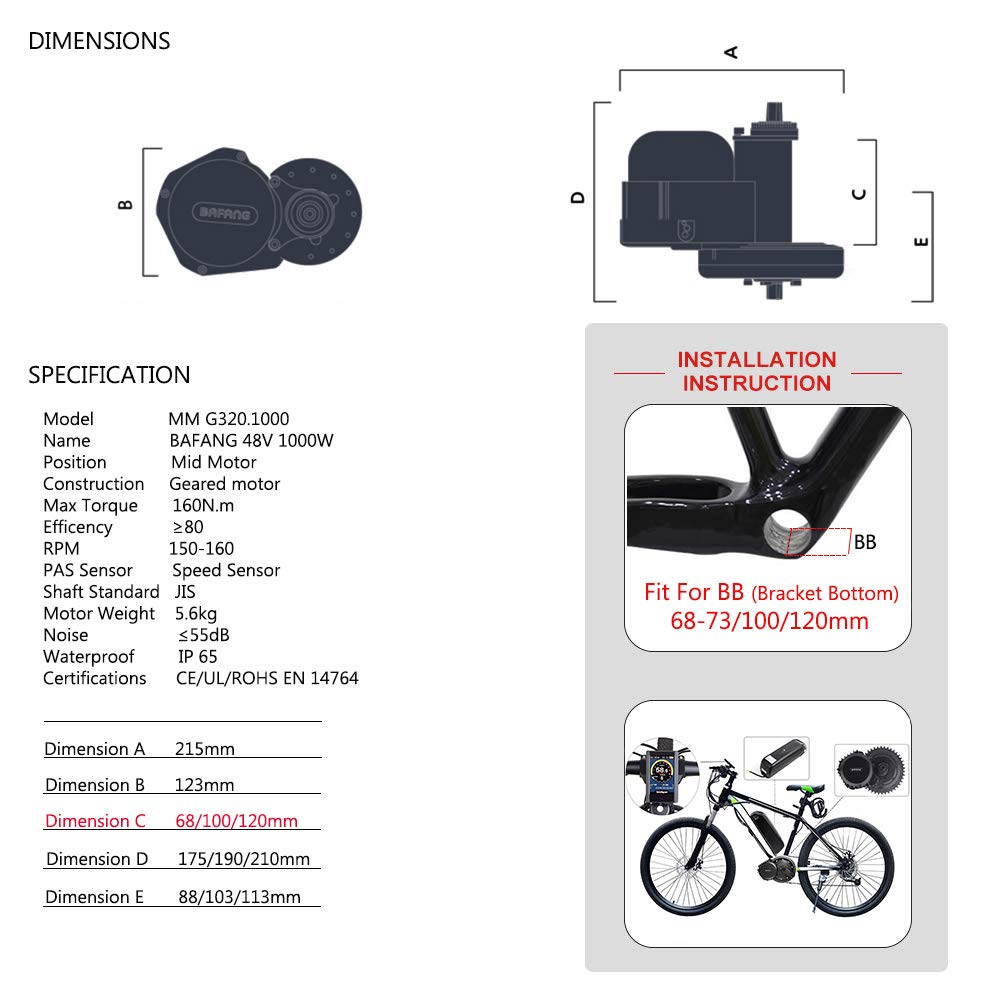 DIMENSIONS
A
B
BAFANG
D
C
E
SPECIFICATION
Model MM G320.1000
Name BAFANG 48V 1000W
Position Mid Motor
Construction Geared motor
Max Torque 160N.m
Efficency ≥80
RPM 150-160
PAS Sensor Speed Sensor
Shaft Standard JIS
Motor Weight 5.6kg
Noise ≤55dB
Waterproof IP 65
Certifications CE/UL/ROHS EN 14764
Dimension A 215mm
Dimension B 123mm
Dimension C 68/100/120mm
Dimension D 175/190/210mm
Dimension E 88/103/113mm
INSTALLATION
INSTRUCTION
BB
Fit For BB (Bracket Bottom)
68-73/100/120mm